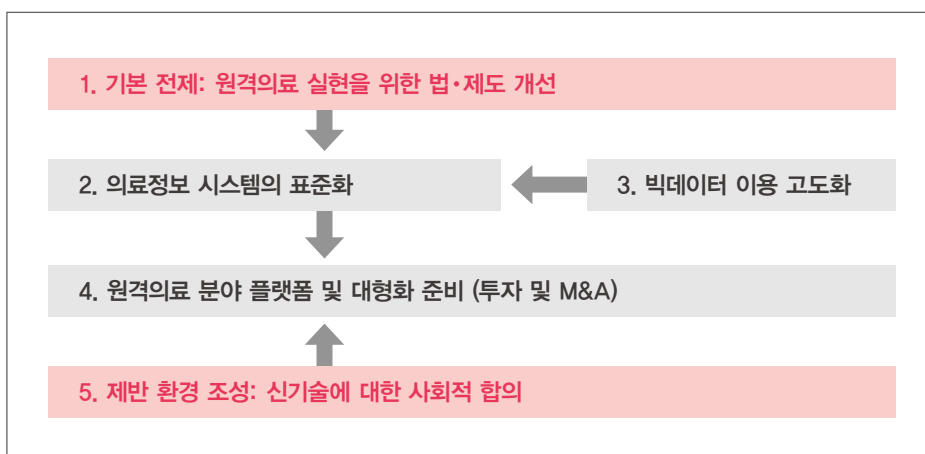 1. 기본 전제: 원격의료 실현을 위한 법·제도 개선
2. 의료정보 시스템의 표준화
3. 빅데이터 이용 고도화
4. 원격의료 분야 플랫폼 및 대형화 준비 (투자 및 M&A)
5. 제반 환경 조성: 신기술에 대한 사회적 합의